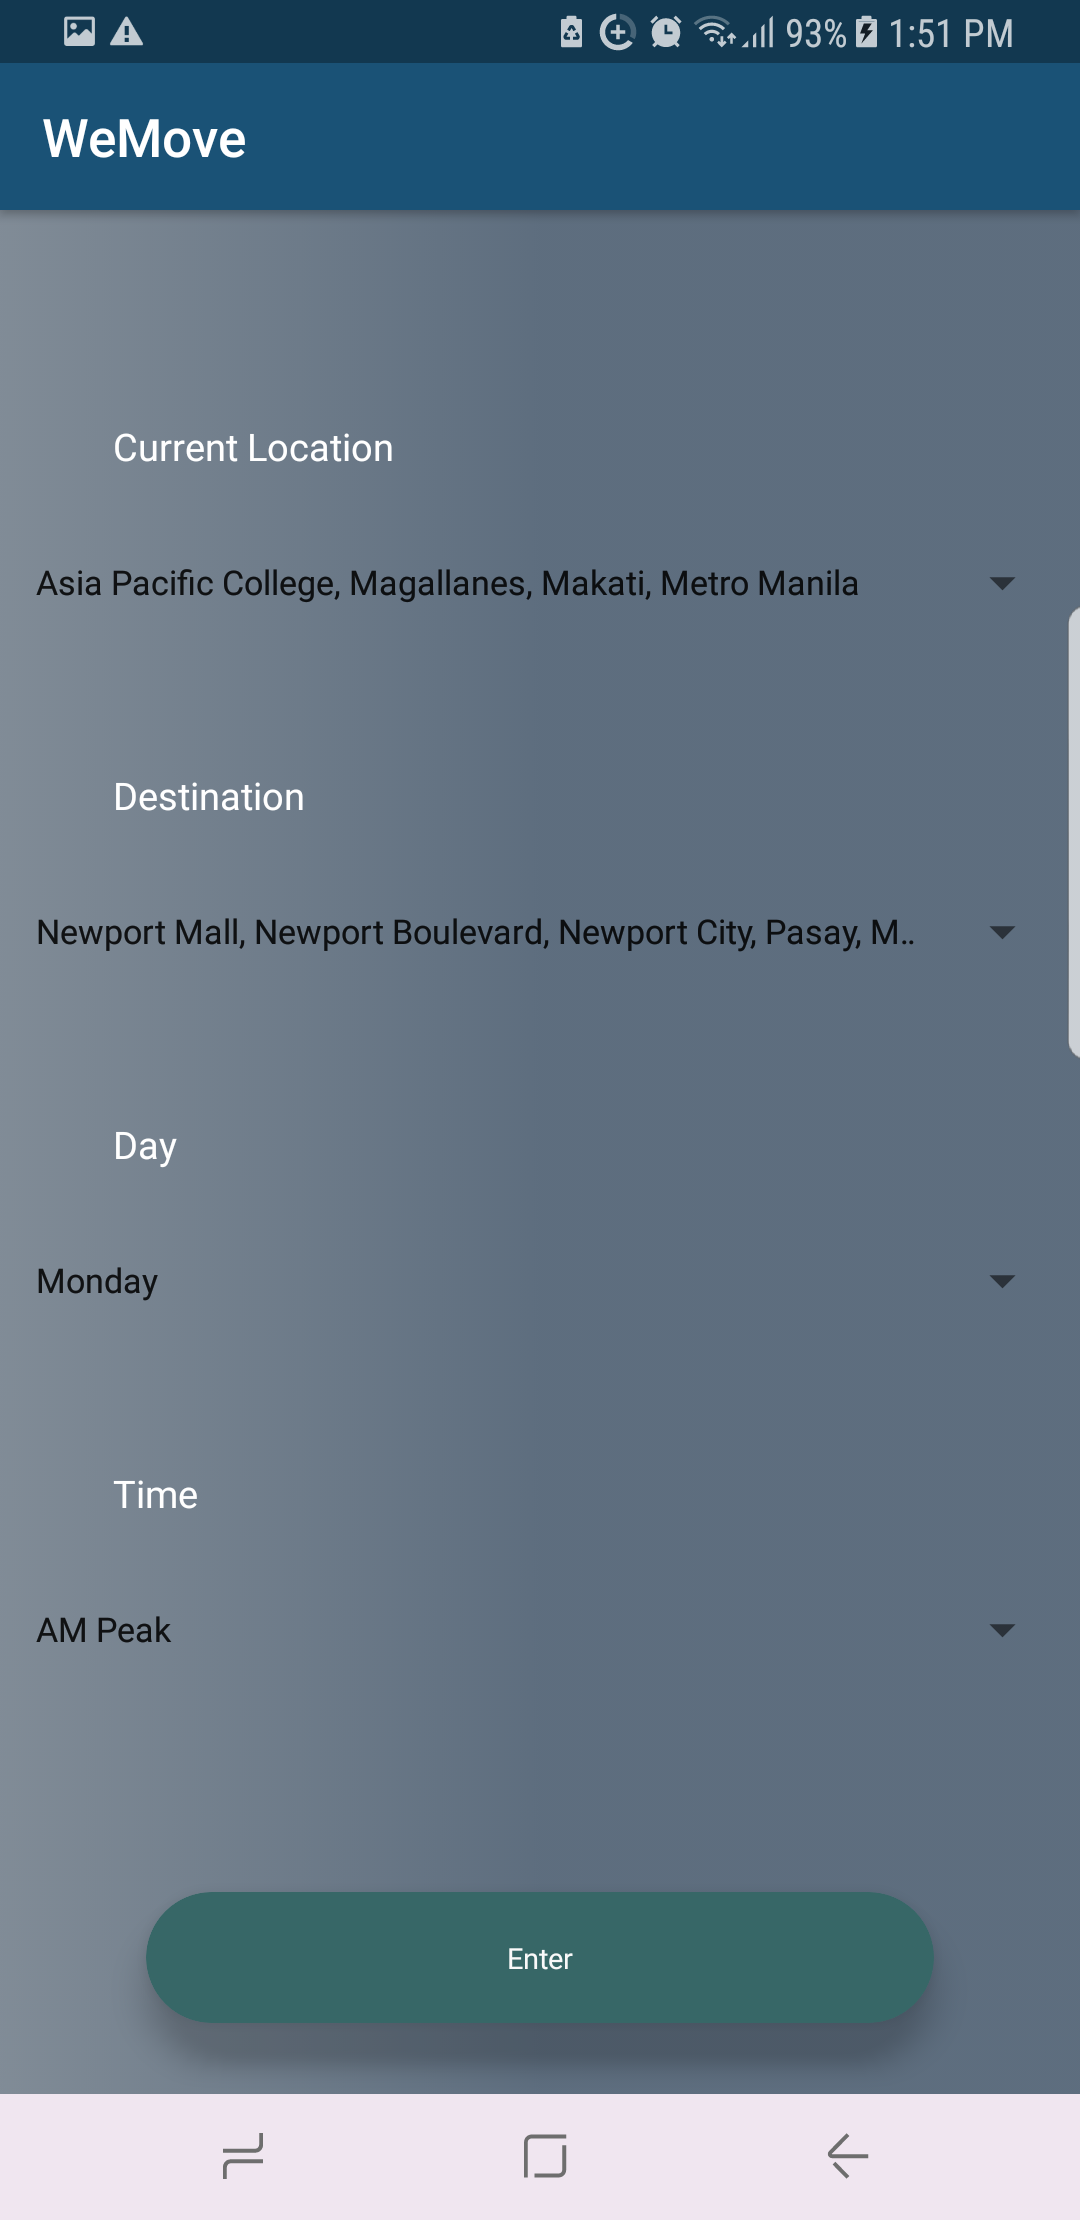 93% 1:51 PM
WeMove
Current Location
Asia Pacific College, Magallanes, Makati, Metro Manila
Destination
Newport Mall, Newport Boulevard, Newport City, Pasay, M..
Day
Monday
Time
AM Peak
Enter